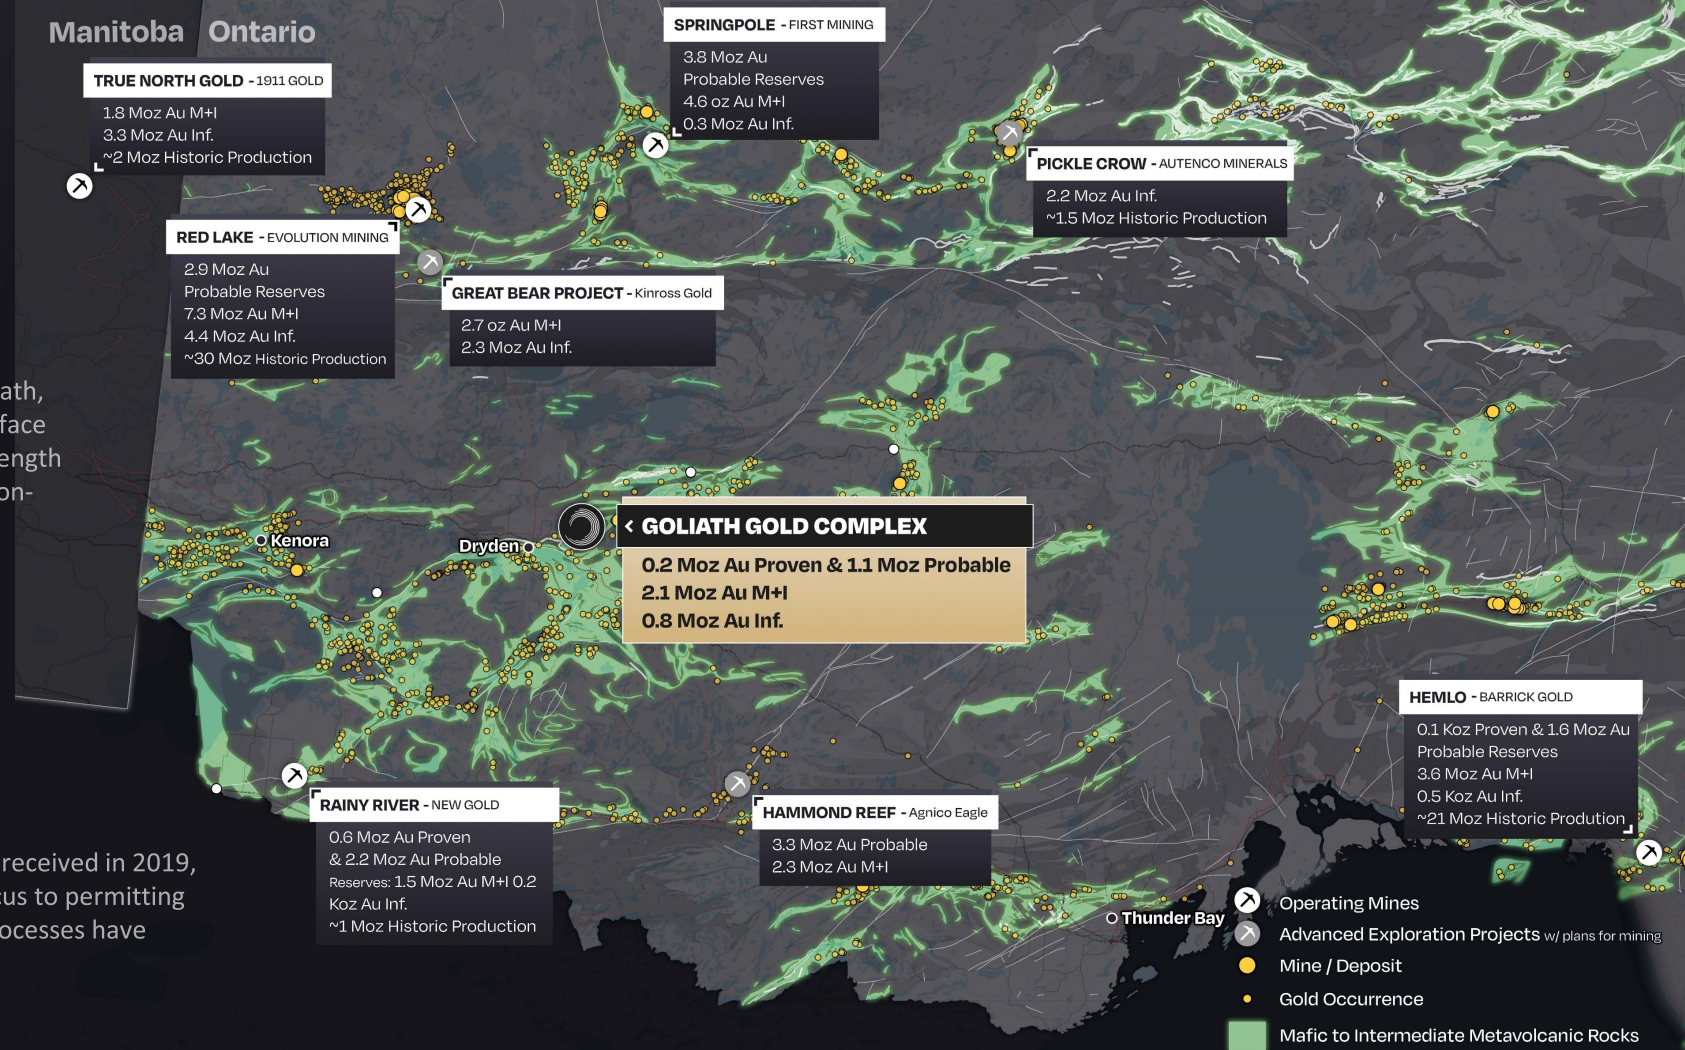 Manitoba Ontario
TRUE NORTH GOLD - 1911 GOLD
1.8 Moz Au M+I
3.3 Moz Au Inf.
~2 Moz Historic Production
SPRINGPOLE - FIRST MINING
3.8 Moz Au
Probable Reserves
4.6 oz Au M+I
0.3 Moz Au Inf.
PICKLE CROW - AUTENCO MINERALS
2.2 Moz Au Inf.
~1.5 Moz Historic Production
RED LAKE - EVOLUTION MINING
2.9 Moz Au
Probable Reserves
7.3 Moz Au M+I
4.4 Moz Au Inf.
~30 Moz Historic Production
GREAT BEAR PROJECT - Kinross Gold
2.7 oz Au M+I
2.3 Moz Au Inf.
ath,
face
ength
on-
Kenora
Dryden
‹ GOLIATH GOLD COMPLEX
0.2 Moz Au Proven & 1.1 Moz Probable
2.1 Moz Au M+I
0.8 Moz Au Inf.
HEMLO - BARRICK GOLD
0.1 Koz Proven & 1.6 Moz Au
Probable Reserves
3.6 Moz Au M+I
0.5 Koz Au Inf.
~21 Moz Historic Prodution
RAINY RIVER - NEW GOLD
0.6 Moz Au Proven
& 2.2 Moz Au Probable
Reserves: 1.5 Moz Au M+I 0.2
Koz Au Inf.
~1 Moz Historic Production
HAMMOND REEF - Agnico Eagle
3.3 Moz Au Probable
2.3 Moz Au M+I
received in 2019,
cus to permitting
ocesses have
Thunder Bay
Operating Mines
Advanced Exploration Projects w/ plans for mining
Mine / Deposit
Gold Occurrence
Mafic to Intermediate Metavolcanic Rocks